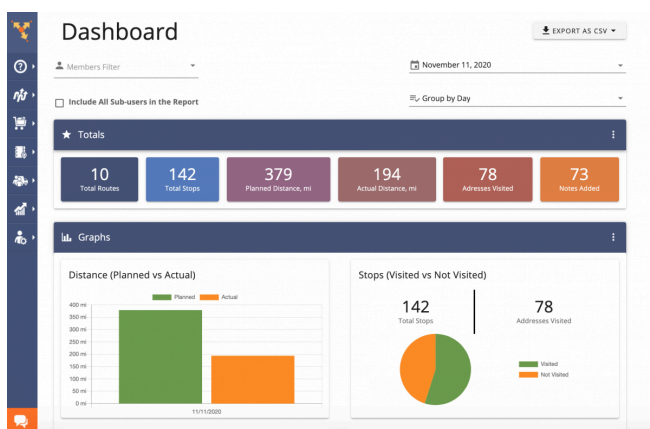 Dashboard
EXPORT AS CSV
Members Filter
November 11, 2020
Include All Sub-users in the Report
Group by Day
Totals
10
Total Routes
142
Total Stops
379
Planned Distance, mi
194
Actual Distance, mi
78
Adresses Visited
73
Notes Added
Graphs
Distance (Planned vs Actual)
Planned
Actual
400 mi
350 mi
300 mi
250 mi
200 mi
150 mi
100 mi
50 mi
0 mi
11/11/2020
Stops (Visited vs Not Visited)
142
Total Stops
78
Addresses Visited
Visited
Not Visited